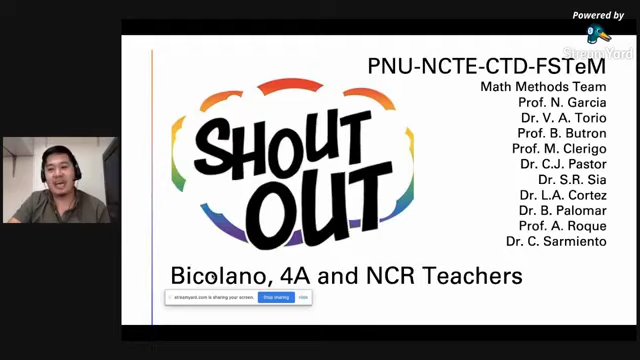 Powered by
StreamYard
PNU-NCTE-CTD-FSTeM
Math Methods Team
Prof. N. Garcia
Dr. V. A. Torio
Prof. B. Butron
Prof. M. Clerigo
Dr. C.J. Pastor
Dr. S.R. Sia
Dr. L.A. Cortez
Dr. B. Palomar
Prof. A. Roque
Dr. C. Sarmiento
SHOUT
OUT
Bicolano, 4A and NCR Teachers
streamyard.com is sharing your screen. Stop sharing Hide